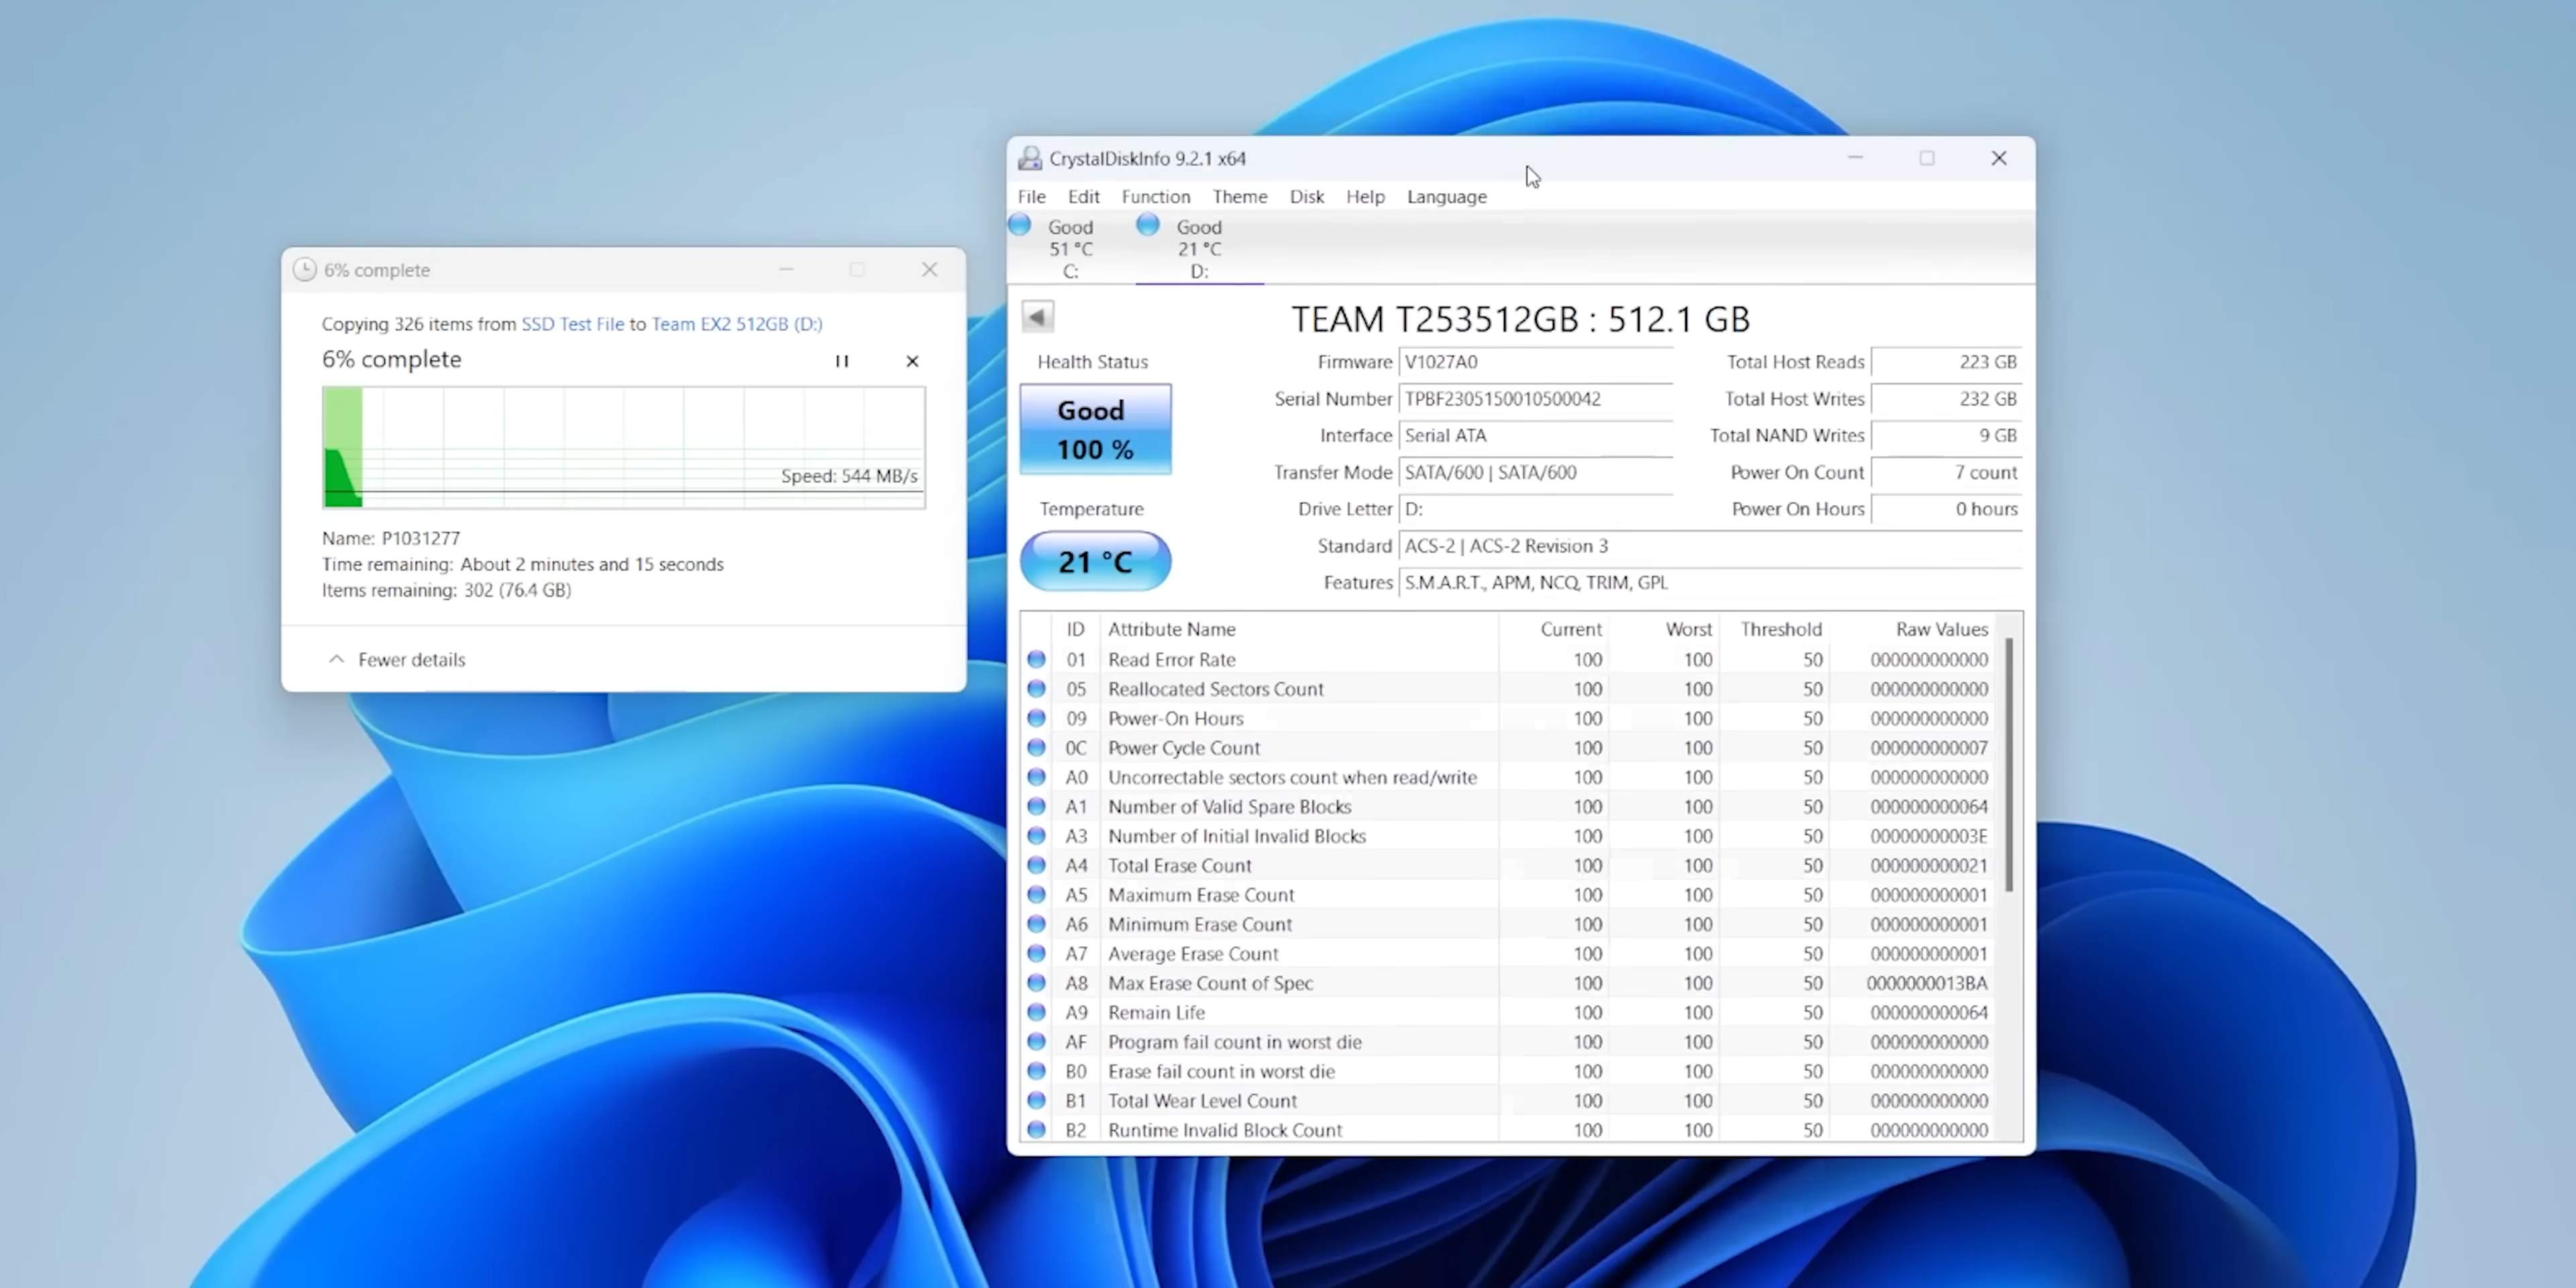 6% complete
Copying 326 items from SSD Test File to Team EX2 512GB (D:)
6% complete
Speed: 544 MB/s
Name: P1031277
Time remaining: About 2 minutes and 15 seconds
Items remaining: 302 (76.4 GB)
Fewer details
CrystalDiskInfo 9.2.1 x64
File Edit Function Theme Disk Help Language
Good Good
51 °C 21 °C
C: D:
TEAM T253512GB : 512.1 GB
Health Status
Good
100 %
Temperature
21 °C
Firmware V1027A0
Serial Number TPBF2305150010500042
Interface Serial ATA
Transfer Mode SATA/600 | SATA/600
Drive Letter D:
Standard ACS-2 | ACS-2 Revision 3
Features S.M.A.R.T., APM, NCQ, TRIM, GPL
Total Host Reads 223 GB
Total Host Writes 232 GB
Total NAND Writes 9 GB
Power On Count 7 count
Power On Hours 0 hours
ID Attribute Name Current Worst Threshold Raw Values
01 Read Error Rate 100 100 50 000000000000
05 Reallocated Sectors Count 100 100 50 000000000000
09 Power-On Hours 100 100 50 000000000000
0C Power Cycle Count 100 100 50 000000000007
A0 Uncorrectable sectors count when read/write 100 100 50 000000000000
A1 Number of Valid Spare Blocks 100 100 50 000000000064
A3 Number of Initial Invalid Blocks 100 100 50 00000000003E
A4 Total Erase Count 100 100 50 000000000021
A5 Maximum Erase Count 100 100 50 000000000001
A6 Minimum Erase Count 100 100 50 000000000001
A7 Average Erase Count 100 100 50 000000000001
A8 Max Erase Count of Spec 100 100 50 0000000013BA
A9 Remain Life 100 100 50 000000000064
AF Program fail count in worst die 100 100 50 000000000000
B0 Erase fail count in worst die 100 100 50 000000000000
B1 Total Wear Level Count 100 100 50 000000000000
B2 Runtime Invalid Block Count 100 100 50 000000000000